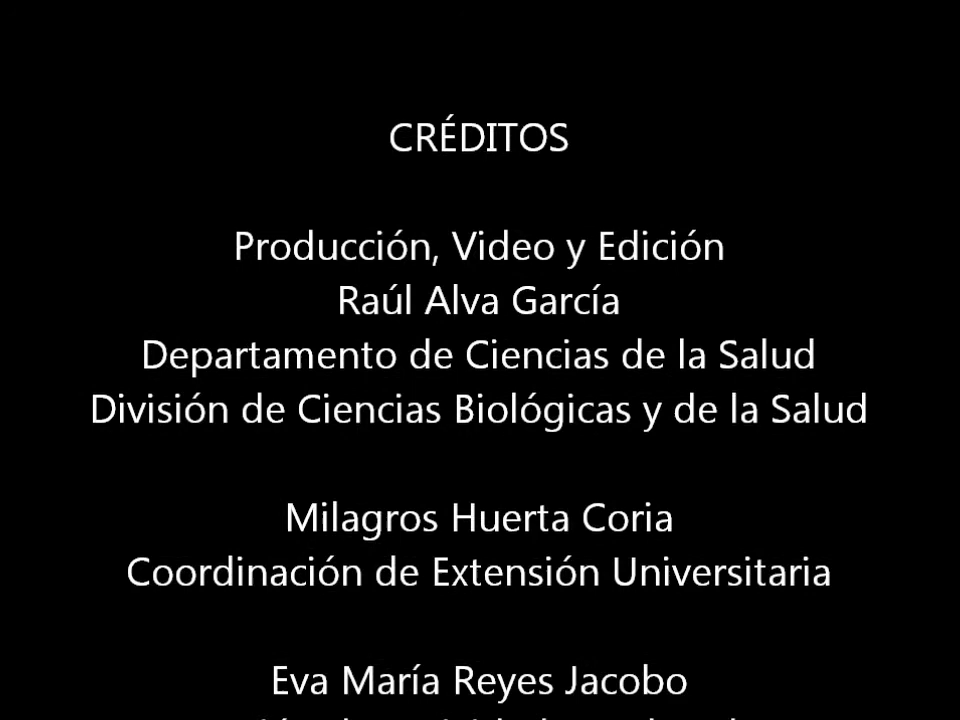 CRÉDITOS
Producción, Video y Edición
Raúl Alva García
Departamento de Ciencias de la Salud
División de Ciencias Biológicas y de la Salud
Milagros Huerta Coria
Coordinación de Extensión Universitaria
Eva María Reyes Jacobo